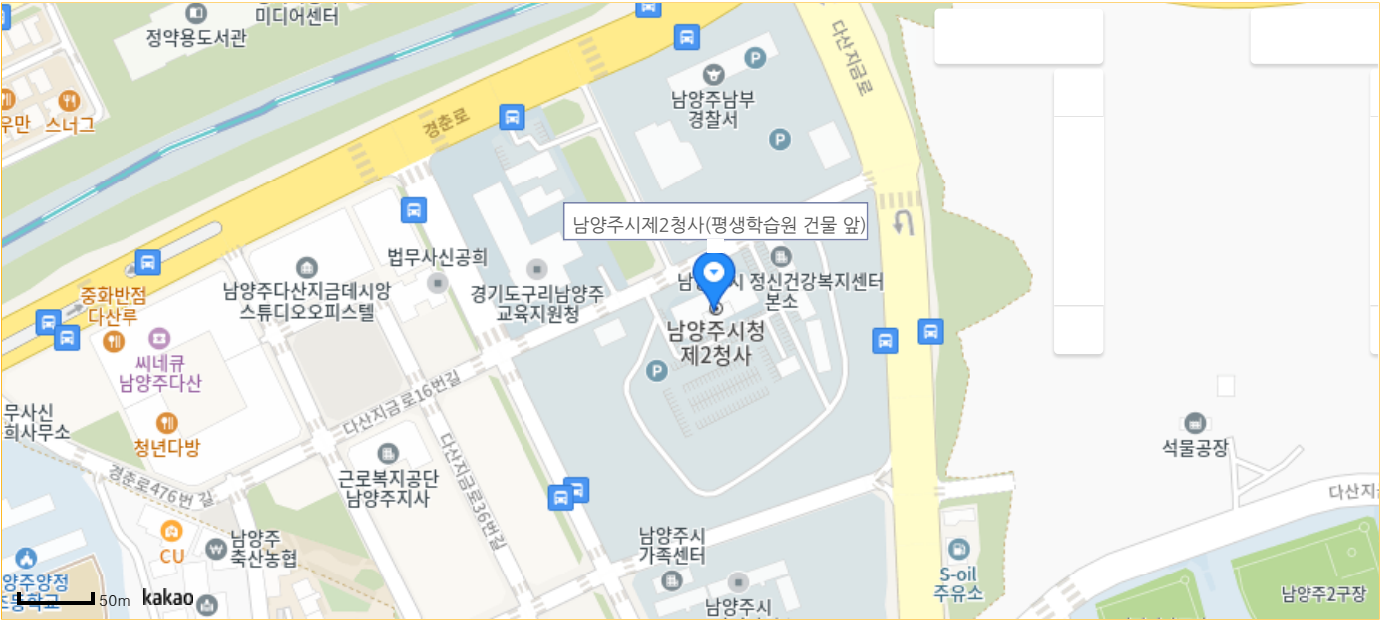 미디어센터
정약용도서관
우만
스너그
경춘로
다산지금로
남양주남부
경찰서
남양주시제2청사(평생학습원 건물 앞)
법무사신공희
남양주다산지금데시앙
스튜디오오피스텔
경기도구리남양주
교육지원청
정신건강복지센터
본소
남양주시청
제2청사
중화반점
다산루
씨네큐
남양주다산
무사신
희사무소
청년다방
다산지금로16번길
다산지금로36번길
경춘로476번길
근로복지공단
남양주지사
석물공장
다산지
CU
남양주
축산농협
남양주시
가족센터
남양주시
S-oil
주유소
남양주2구장
양주양정
50m
kakao